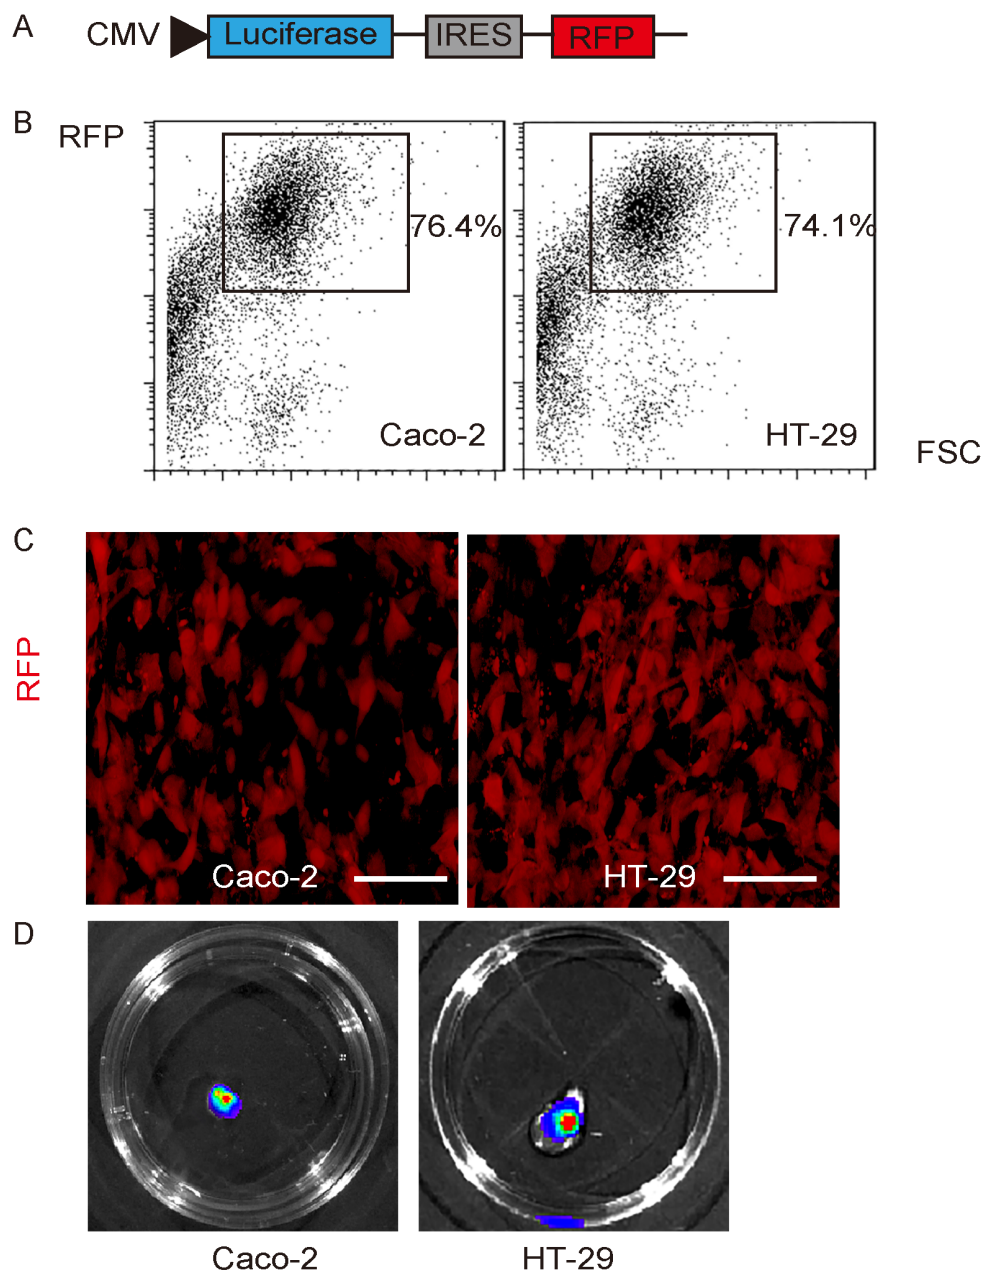 A
CMV Luciferase IRES RFP
B
RFP
76.4%
74.1%
Caco-2
HT-29
FSC
C
RFP
Caco-2
HT-29
D
Caco-2
HT-29